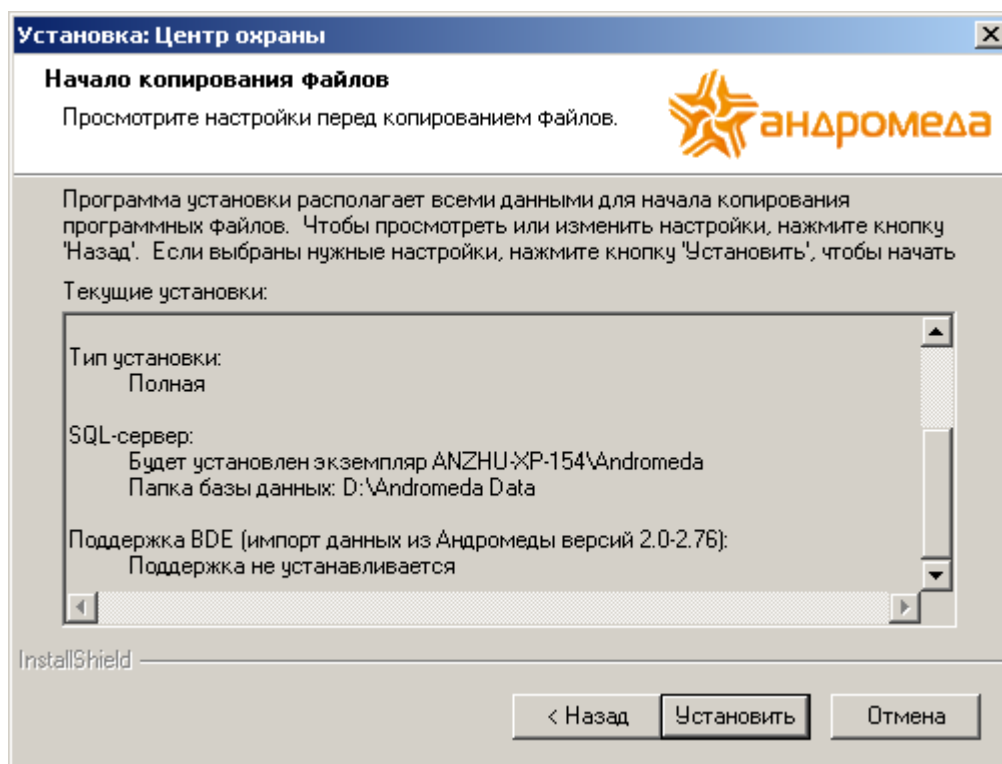 Установка: Центр охраны
Начало копирования файлов
Просмотрите настройки перед копированием файлов.
андромеда
Программа установки располагает всеми данными для начала копирования
программных файлов.  Чтобы просмотреть или изменить настройки, нажмите кнопку
'Назад'.  Если выбраны нужные настройки, нажмите кнопку 'Установить', чтобы начать
Текущие установки:
Тип установки:
Полная
SQL-сервер:
Будет установлен экземпляр ANZHU-XP-154\Andromeda
Папка базы данных: D:\Andromeda Data
Поддержка BDE (импорт данных из Андромеды версий 2.0-2.76):
Поддержка не устанавливается
InstallShield
< Назад
Установить
Отмена